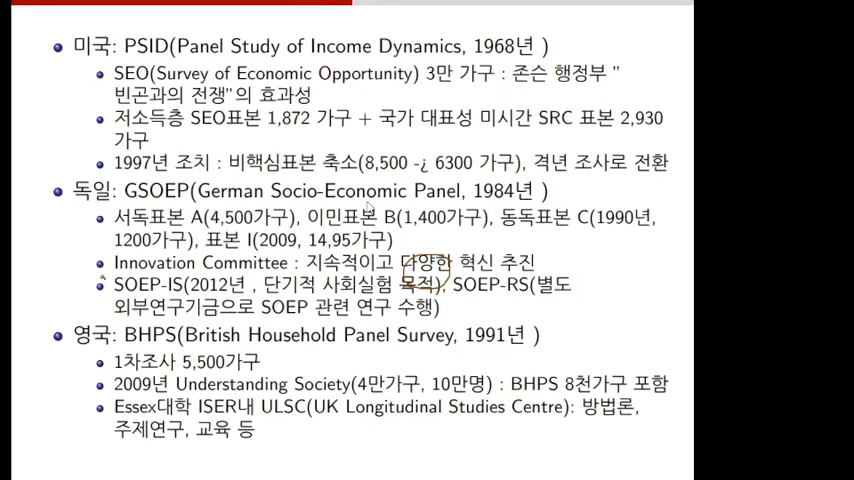 미국: PSID(Panel Study of Income Dynamics, 1968년 )
SEO(Survey of Economic Opportunity) 3만 가구 : 존슨 행정부 "
빈곤과의 전쟁"의 효과성
저소득층 SEO표본 1,872 가구 + 국가 대표성 미시간 SRC 표본 2,930
가구
1997년 조치 : 비핵심표본 축소(8,500 -¿ 6300 가구), 격년 조사로 전환
독일: GSOEP(German Socio-Economic Panel, 1984년 )
서독표본 A(4,500가구), 이민표본 B(1,400가구), 동독표본 C(1990년,
1200가구), 표본 I(2009, 14,95가구)
Innovation Committee : 지속적이고 다양한 혁신 추진
SOEP-IS(2012년 , 단기적 사회실험 목적), SOEP-RS(별도
외부연구기금으로 SOEP 관련 연구 수행)
영국: BHPS(British Household Panel Survey, 1991년 )
1차조사 5,500가구
2009년 Understanding Society(4만가구, 10만명) : BHPS 8천가구 포함
Essex대학 ISER내 ULSC(UK Longitudinal Studies Centre): 방법론,
주제연구, 교육 등